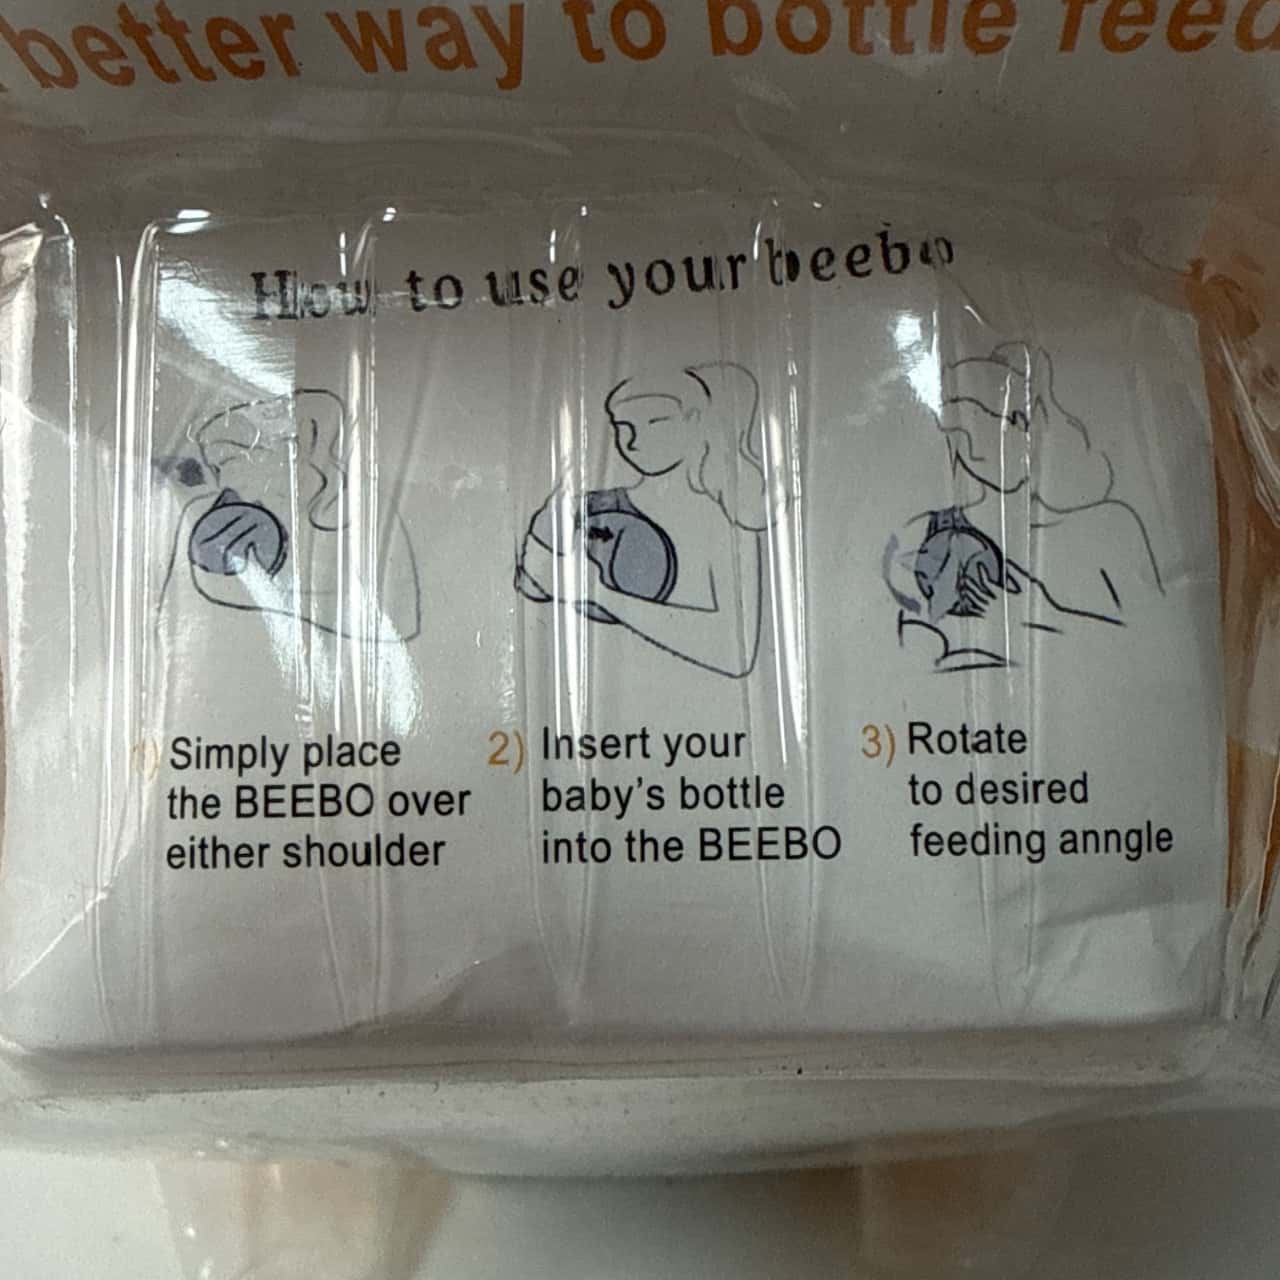 better way to bottle feed
How to use your beebo
1) Simply place
the BEEBO over
either shoulder
2) Insert your
baby's bottle
into the BEEBO
3) Rotate
to desired
feeding anngle